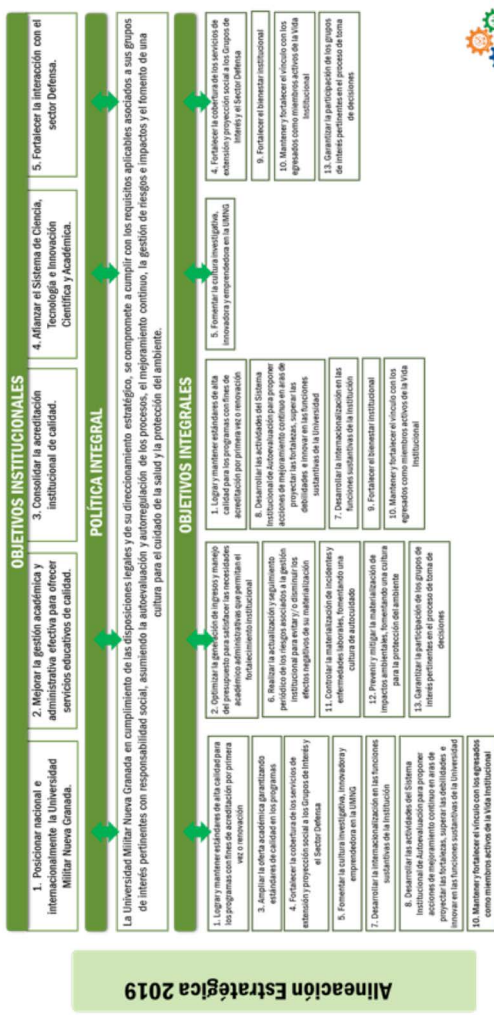 Alineación Estratégica 2019
OBJETIVOS INSTITUCIONALES
1. Posicionar nacional e
internacionalmente la Universidad
Militar Nueva Granada.
2. Mejorar la gestión académica y
administrativa efectiva para ofrecer
servicios educativos de calidad.
3. Consolidar la acreditación
institucional de calidad.
4. Afianzar el Sistema de Ciencia,
Tecnología e Innovación
Científica y Académica.
5. Fortalecer la interacción con el
sector Defensa.
POLÍTICA INTEGRAL
La Universidad Militar Nueva Granada en cumplimiento de las disposiciones legales y de su direccionamiento estratégico, se compromete a cumplir con los requisitos aplicables asociados a sus grupos
de interés pertinentes con responsabilidad social, asumiendo la autoevaluación y autorregulación de los procesos, el mejoramiento continuo, la gestión de riesgos e impactos y el fomento de una
cultura para el cuidado de la salud y la protección del ambiente.
OBJETIVOS INTEGRALES
1. Lograr y mantener estándares de alta calidad para
los programas con fines de acreditación por primera
vez o renovación
3. Ampliar la oferta académica garantizando
estándares de calidad en los programas
4. Fortalecer la cobertura de los servicios de
extensión y proyección social a los Grupos de Interés y
el Sector Defensa
5. Fomentar la cultura investigativa, innovadora y
emprendedora en la UMNG
7. Desarrollar la internacionalización en las funciones
sustantivas de la Institución
8. Desarrollar las actividades del Sistema
Institucional de Autoevaluación para proponer
acciones de mejoramiento continuo en aras de
proyectar las fortalezas, superar las debilidades e
innovar en las funciones sustantivas de la Universidad
10. Mantener y fortalecer el vínculo con los egresados
como miembros activos de la Vida Institucional
2. Optimizar la generación de ingresos y manejo
del presupuesto para satisfacer las necesidades
académico administrativas que permitan el
fortalecimiento institucional
6. Realizar la actualización y seguimiento
periódico de los riesgos asociados a la gestión
institucional para evitar y/o disminuir los
efectos negativos de su materialización
11. Controlar la materialización de incidentes y
enfermedades laborales, fomentando una
cultura de autocuidado
12. Prevenir y mitigar la materialización de
impactos ambientales, fomentando una cultura
para la protección del ambiente
13. Garantizar la participación de los grupos de
interés pertinentes en el proceso de toma de
decisiones
1. Lograr y mantener estándares de alta
calidad para los programas con fines de
acreditación por primera vez o renovación
8. Desarrollar las actividades del Sistema
Institucional de Autoevaluación para proponer
acciones de mejoramiento continuo en aras de
proyectar las fortalezas, superar las
debilidades e innovar en las funciones
sustantivas de la Universidad
7. Desarrollar la internacionalización en las
funciones sustantivas de la Institución
9. Fortalecer el bienestar institucional
10. Mantener y fortalecer el vínculo con los
egresados como miembros activos de la Vida
Institucional
5. Fomentar la cultura investigativa,
innovadora y emprendedora en la UMNG
4. Fortalecer la cobertura de los servicios de
extensión y proyección social a los Grupos de
Interés y el Sector Defensa
9. Fortalecer el bienestar institucional
10. Mantener y fortalecer el vínculo con los
egresados como miembros activos de la Vida
Institucional
13. Garantizar la participación de los grupos
de interés pertinentes en el proceso de toma
de decisiones